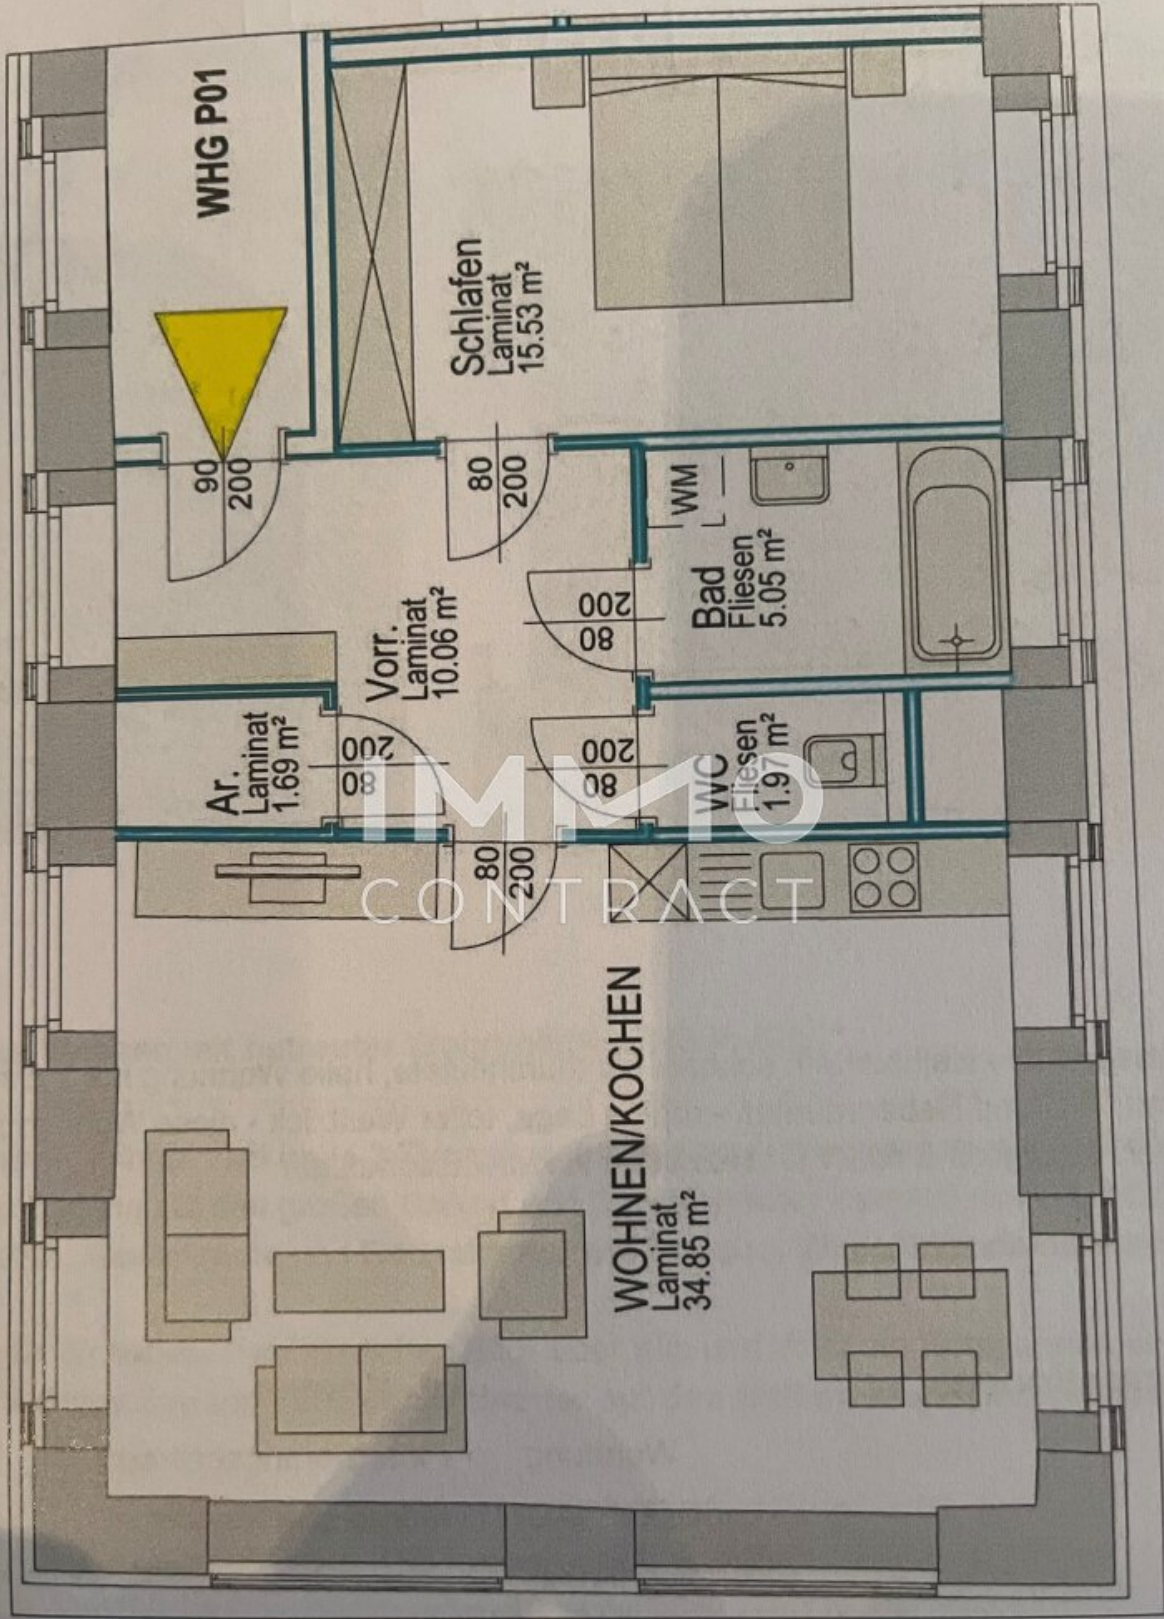 WHG P01
Schlafen
Laminat
15.53 m²
90
200
80
200
WM
Bad
Fliesen
5.05 m²
80
200
Vorr.
Laminat
10.06 m²
Ar.
Laminat
1.69 m²
80
200
80
200
WC
Fliesen
1.97 m²
80
200
IMMO
CONTRACT
WOHNEN/KOCHEN
Laminat
34.85 m²